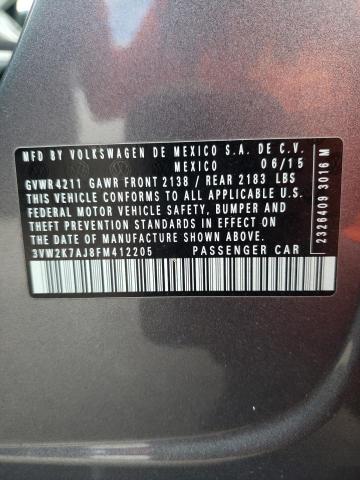 MFD BY VOLKSWAGEN DE MEXICO S.A. DE C.V.
MEXICO 06/15
GVWR4211 GAWR FRONT 2138 / REAR 2183 LBS
THIS VEHICLE CONFORMS TO ALL APPLICABLE U.S.
FEDERAL MOTOR VEHICLE SAFETY, BUMPER AND
THEFT PREVENTION STANDARDS IN EFFECT ON
THE DATE OF MANUFACTURE SHOWN ABOVE.
3VW2K7AJ8FM412205 PASSENGER CAR
2326409 3016 M